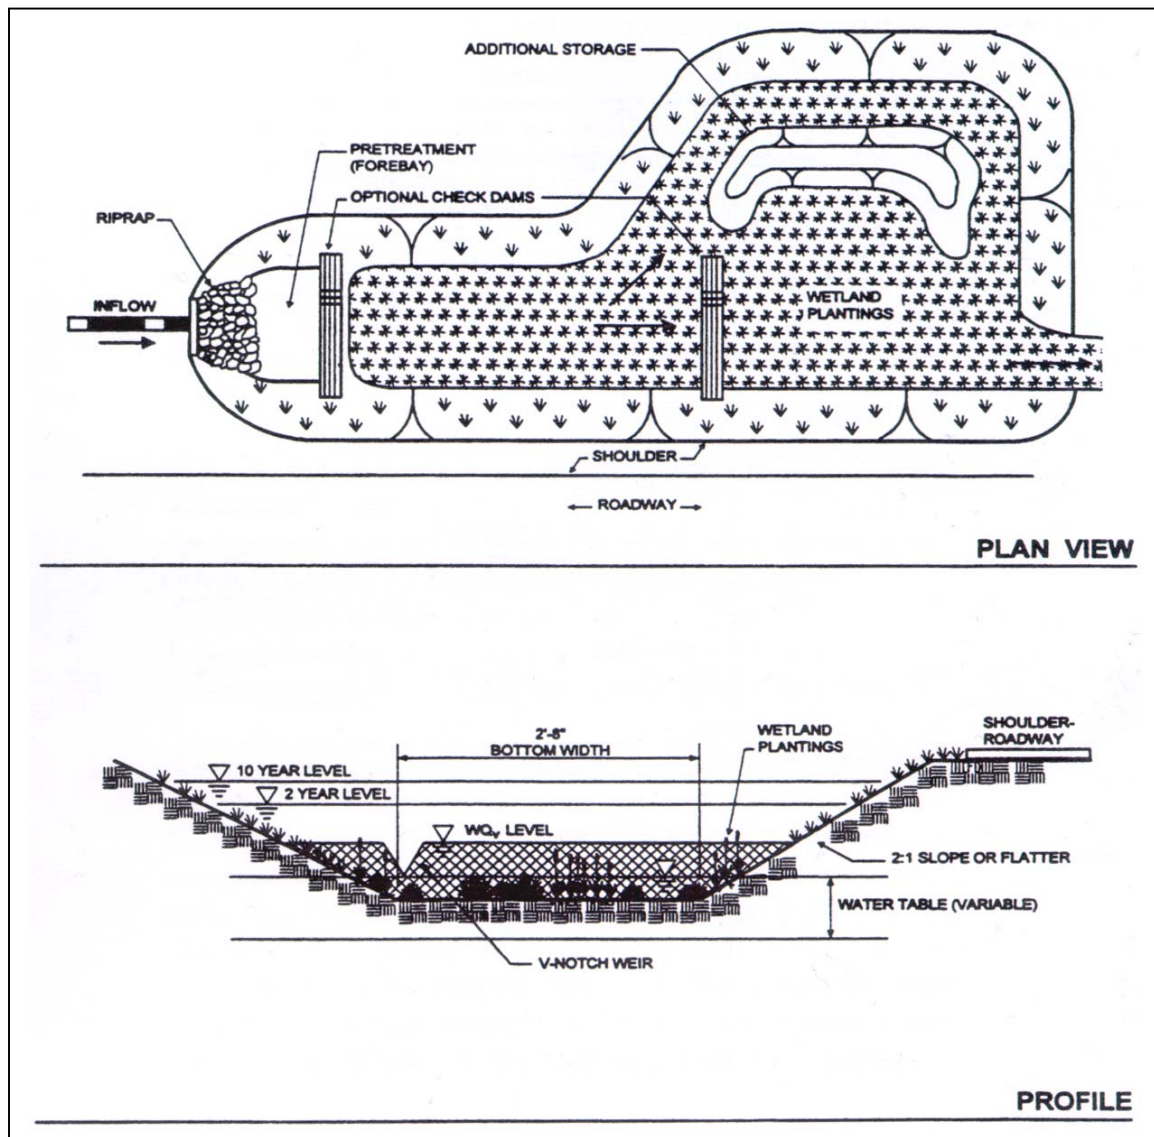 ADDITIONAL STORAGE
PRETREATMENT
(FOREBAY)
OPTIONAL CHECK DAMS
RIPRAP
INFLOW
WETLAND
PLANTINGS
SHOULDER
ROADWAY
PLAN VIEW
SHOULDER-
ROADWAY
2'-8"
BOTTOM WIDTH
WETLAND
PLANTINGS
10 YEAR LEVEL
2 YEAR LEVEL
WQv LEVEL
2:1 SLOPE OR FLATTER
WATER TABLE (VARIABLE)
V-NOTCH WEIR
PROFILE